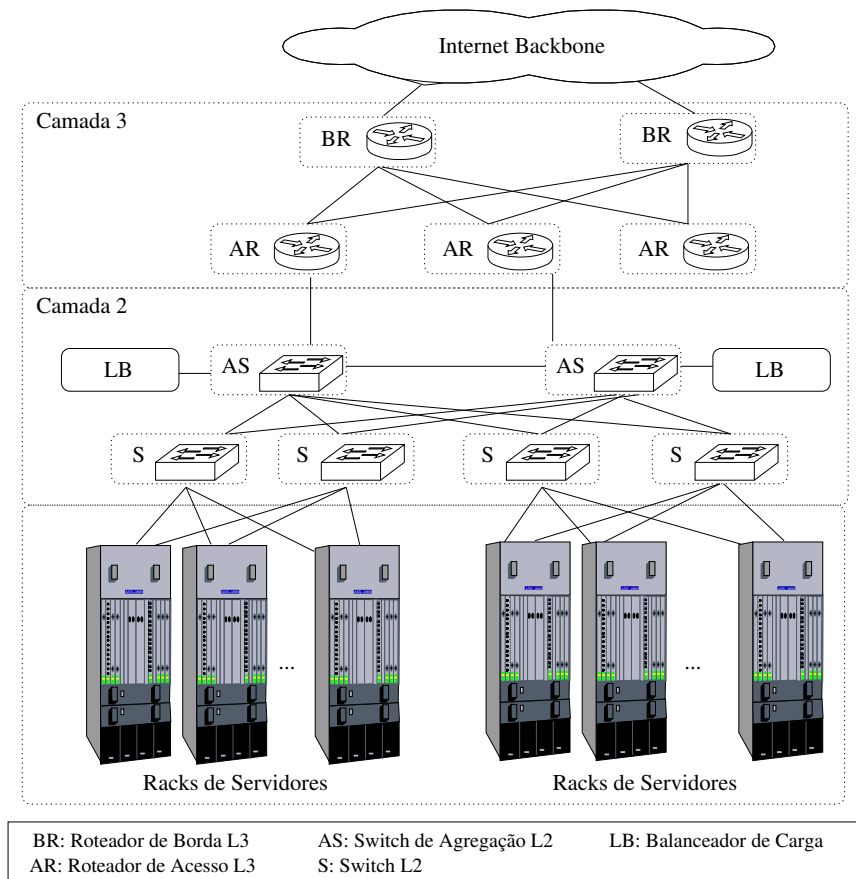 Internet Backbone
Camada 3
BR
BR
AR
AR
AR
Camada 2
LB
AS
AS
LB
S
S
S
S
...
...
Racks de Servidores
Racks de Servidores
BR: Roteador de Borda L3
AS: Switch de Agregação L2
LB: Balanceador de Carga
AR: Roteador de Acesso L3
S: Switch L2